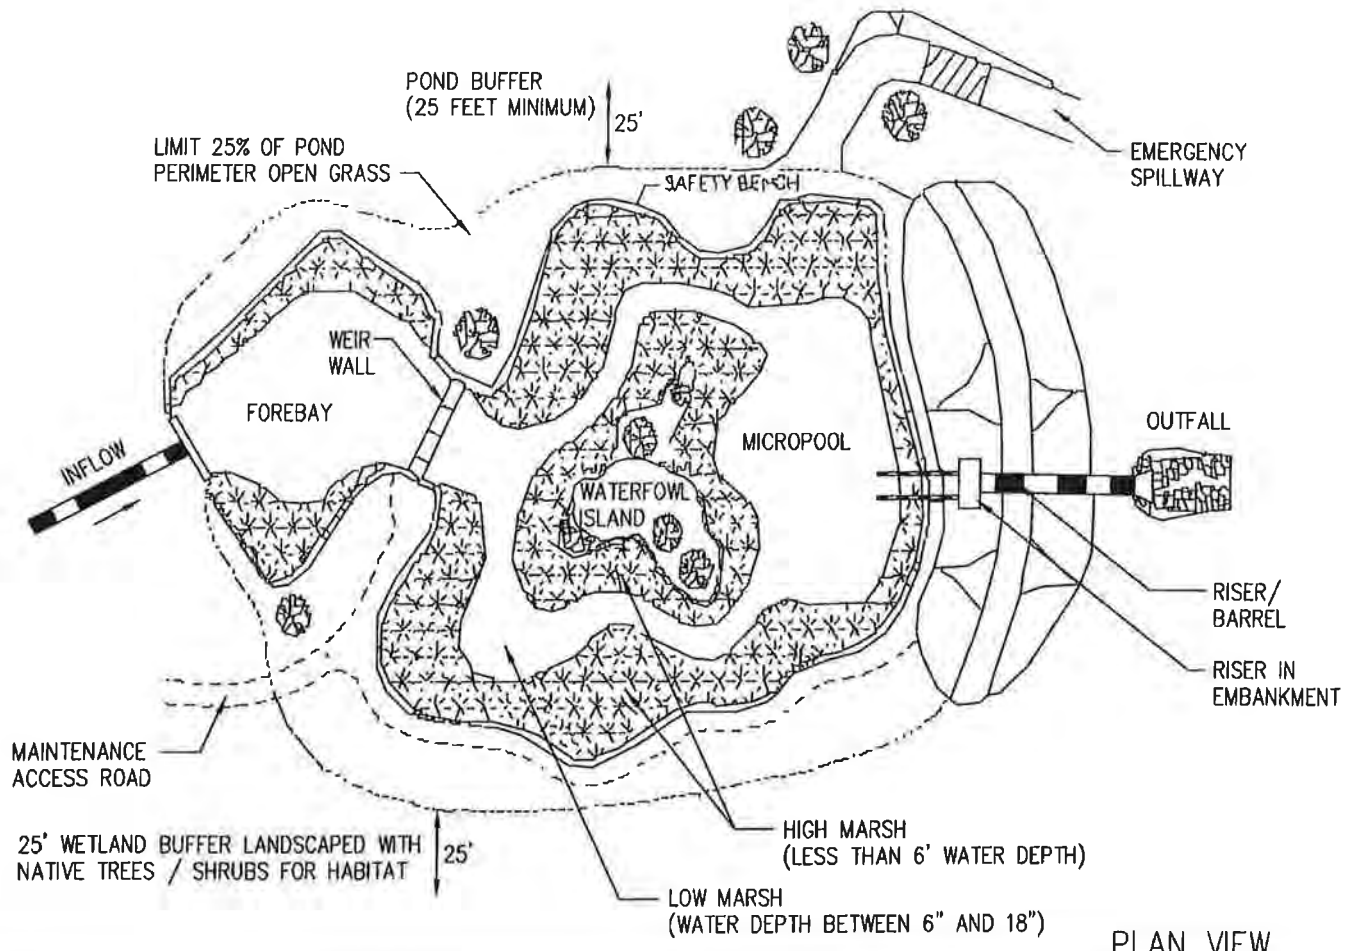 POND BUFFER
(25 FEET MINIMUM)
25'
LIMIT 25% OF POND
PERIMETER OPEN GRASS
SAFETY BENCH
EMERGENCY
SPILLWAY
WEIR
WALL
FOREBAY
INFLOW
MICROPOOL
OUTFALL
WATERFOWL
ISLAND
RISER/
BARREL
RISER IN
EMBANKMENT
MAINTENANCE
ACCESS ROAD
25' WETLAND BUFFER LANDSCAPED WITH
NATIVE TREES / SHRUBS FOR HABITAT
25'
HIGH MARSH
(LESS THAN 6' WATER DEPTH)
LOW MARSH
(WATER DEPTH BETWEEN 6" AND 18")
PLAN VIEW